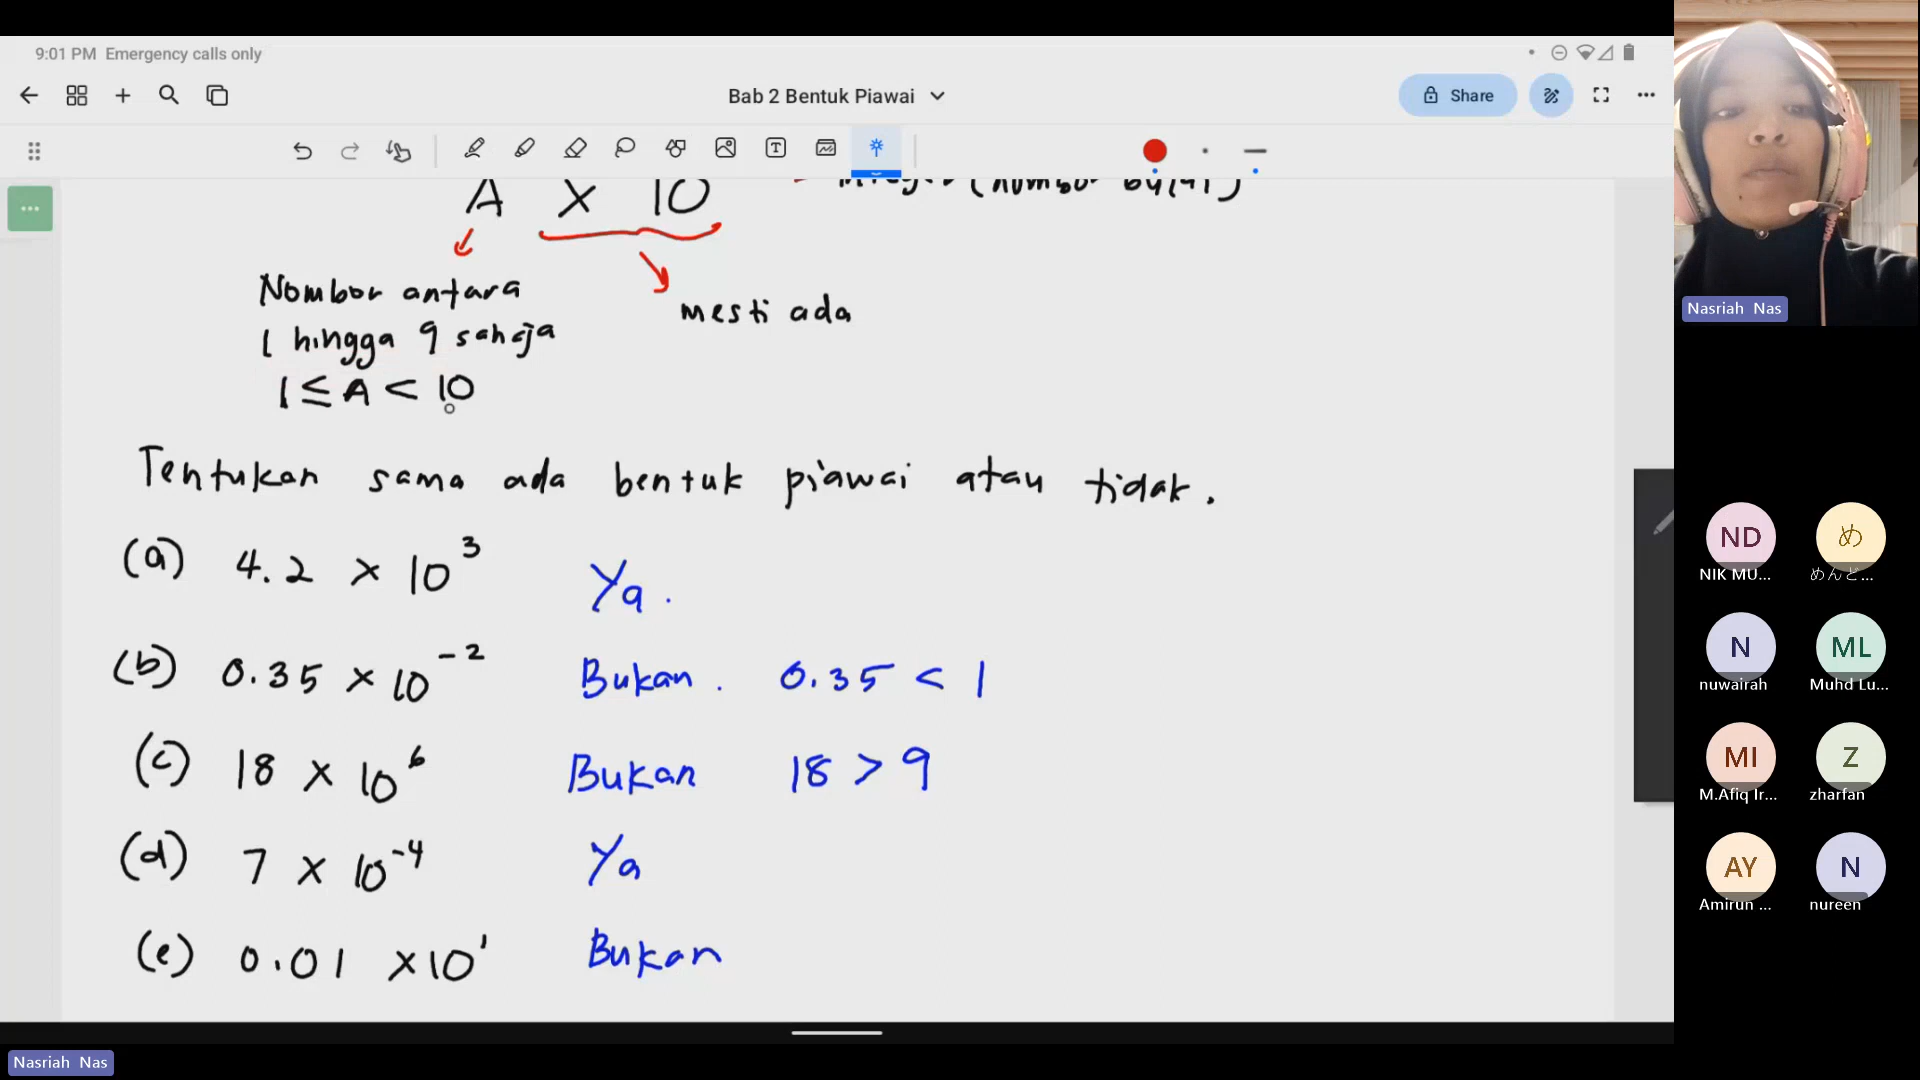 9:01 PM Emergency calls only
Bab 2 Bentuk Piawai
Share
A × 10
Nombor antara
1 hingga 9 sahaja
1 ≤ A < 10
mesti ada
Tentukan sama ada bentuk piawai atau tidak.
(a) 4.2 × 10³ Ya.
(b) 0.35 × 10⁻² Bukan. 0.35 < 1
(c) 18 × 10⁶ Bukan 18 > 9
(d) 7 × 10⁻⁴ Ya
(e) 0.01 × 10¹ Bukan
Nasriah Nas
Nasriah Nas
ND
NIK MU...
め
めんど...
N
nuwairah
ML
Muhd Lu...
MI
M.Afiq Ir...
Z
zharfan
AY
Amirun ...
N
nureen